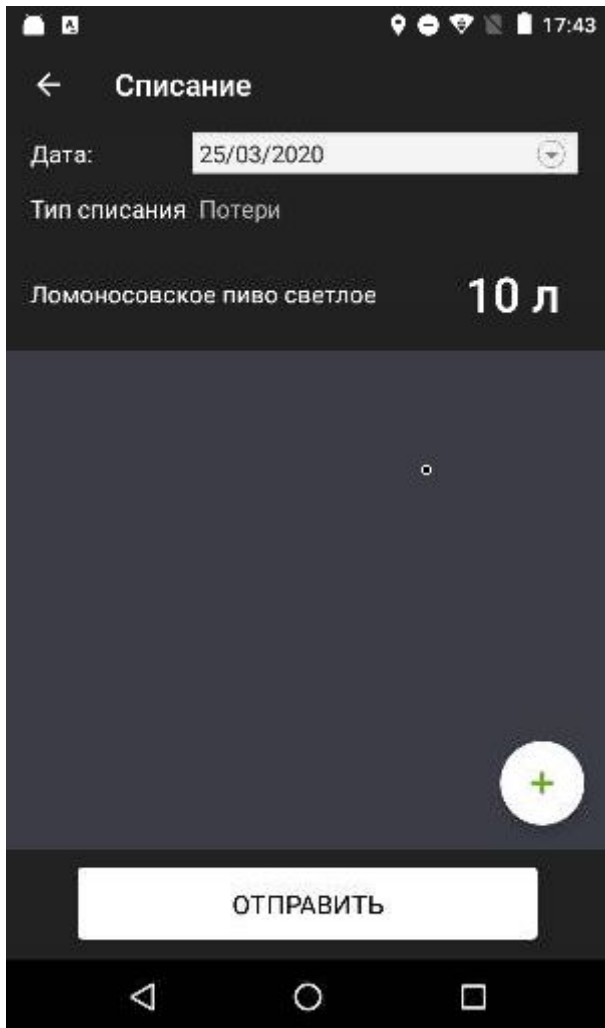 17:43
Списание
Дата: 25/03/2020
Тип списания Потери
Ломоносовское пиво светлое 10 л
ОТПРАВИТЬ